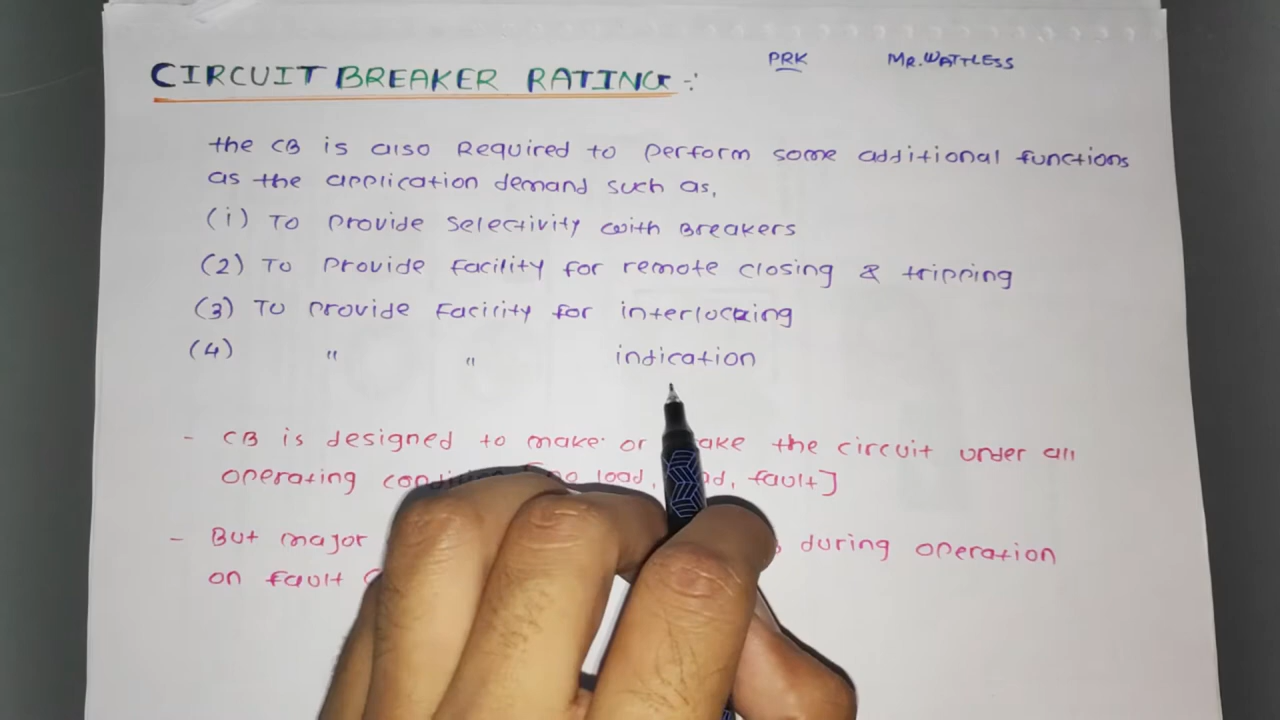 CIRCUIT BREAKER RATING :-
PRK
MR.WATTLESS
the CB is also Required to perform some additional functions
as the application demand such as,
(1) TO provide selectivity with Breakers
(2) TO provide facility for remote closing & tripping
(3) TO provide facility for interlocking
(4) " " indication
- CB is designed to make or the circuit under all
operating load, fault]
- But major during operation
on fault